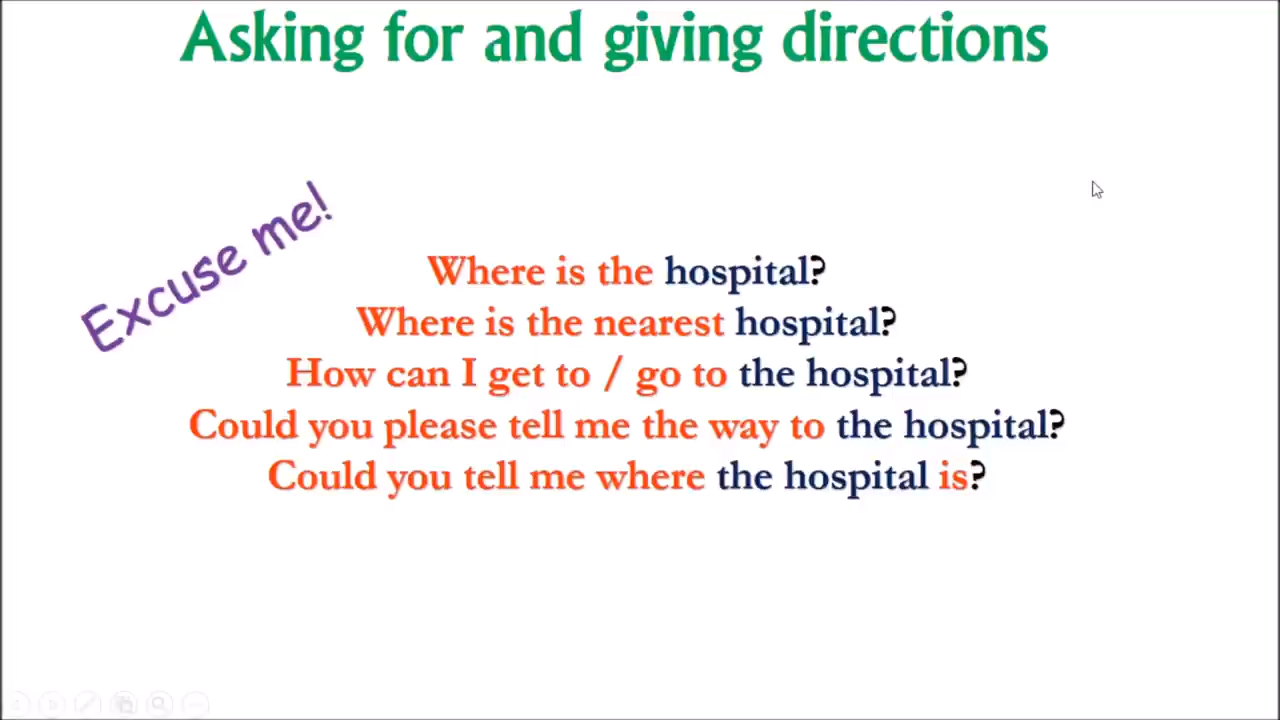 Asking for and giving directions
Excuse me!
Where is the hospital?
Where is the nearest hospital?
How can I get to / go to the hospital?
Could you please tell me the way to the hospital?
Could you tell me where the hospital is?